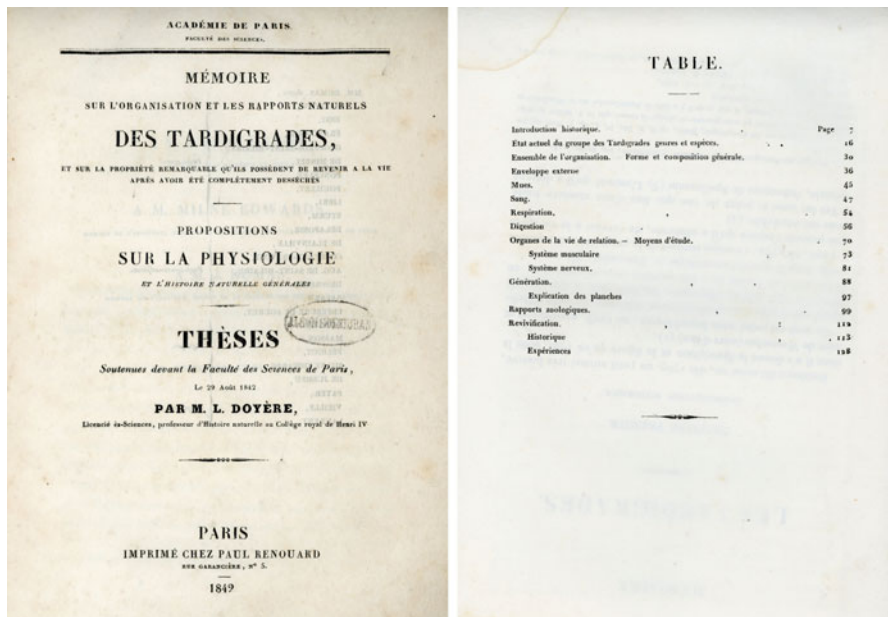 ACADÉMIE DE PARIS.
FACULTÉ DES SCIENCES.
MÉMOIRE
SUR L'ORGANISATION ET LES RAPPORTS NATURELS
DES TARDIGRADES,
ET SUR LA PROPRIÉTÉ REMARQUABLE QU'ILS POSSÈDENT DE REVENIR A LA VIE
APRÈS AVOIR ÉTÉ COMPLÈTEMENT DESSÉCHÉS
PROPOSITIONS
SUR LA PHYSIOLOGIE
ET L'HISTOIRE NATURELLE GÉNÉRALES
THÈSES
Soutenues devant la Faculté des Sciences de Paris,
Le 29 Août 1842
PAR M. L. DOYÈRE,
Licencié ès-Sciences, professeur d'Histoire naturelle au Collège royal de Henri IV
PARIS
IMPRIMÉ CHEZ PAUL RENOUARD
RUE GARANCIÈRE, Nº 5.
TABLE.
Introduction historique. Page 7
Etat actuel du groupe des Tardigrades genres et espèces. 16
Ensemble de l'organisation. Forme et composition générale. 30
Enveloppe externe 36
Mues. 45
Sang. 47
Respiration. 54
Digestion 56
Organes de la vie de relation. — Moyens d'étude. 70
Système musculaire 73
Système nerveux. 81
Génération. 88
Explication des planches 97
Rapports zoologiques. 99
Revivification.
Historique
Expériences